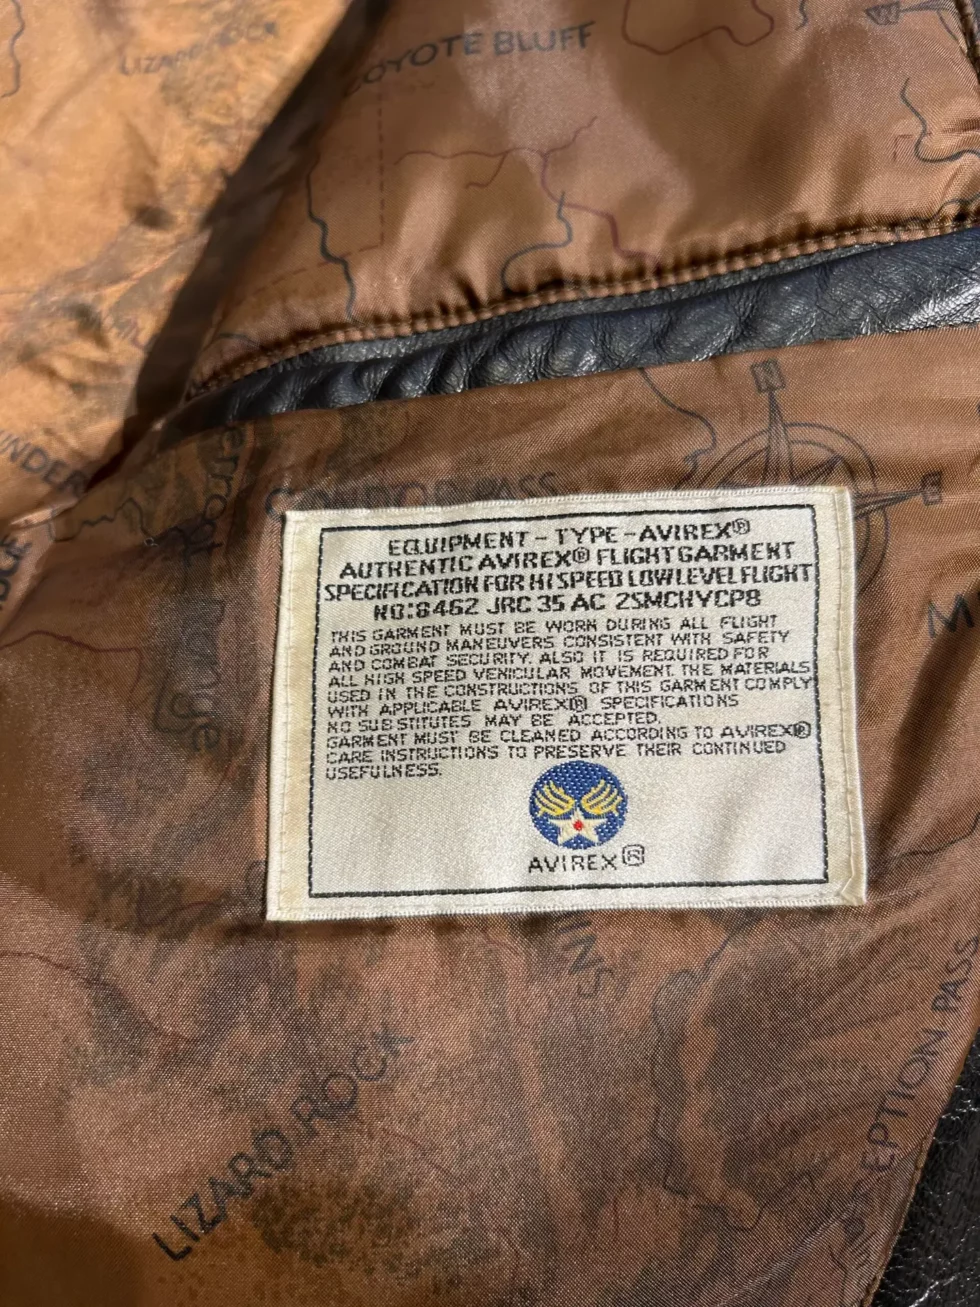 LIZARD ROCK
COYOTE BLUFF
W
N
E
CONDOR PASS
EQUIPMENT - TYPE - AVIREX®
AUTHENTIC AVIREX® FLIGHT GARMENT
SPECIFICATION FOR HI SPEED LOW LEVEL FLIGHT
NO:8462 JRC 35 AC 2SMCHYCP8
THIS GARMENT MUST BE WORN DURING ALL FLIGHT
AND GROUND MANEUVERS CONSISTENT WITH SAFETY
AND COMBAT SECURITY. ALSO IT IS REQUIRED FOR
ALL HIGH SPEED VEHICULAR MOVEMENT. THE MATERIALS
USED IN THE CONSTRUCTIONS OF THIS GARMENT COMPLY
WITH APPLICABLE AVIREX® SPECIFICATIONS
NO SUBSTITUTES MAY BE ACCEPTED.
GARMENT MUST BE CLEANED ACCORDING TO AVIREX®
CARE INSTRUCTIONS TO PRESERVE THEIR CONTINUED
USEFULNESS.
AVIREX®
LIZARD ROCK
EPTION PASS